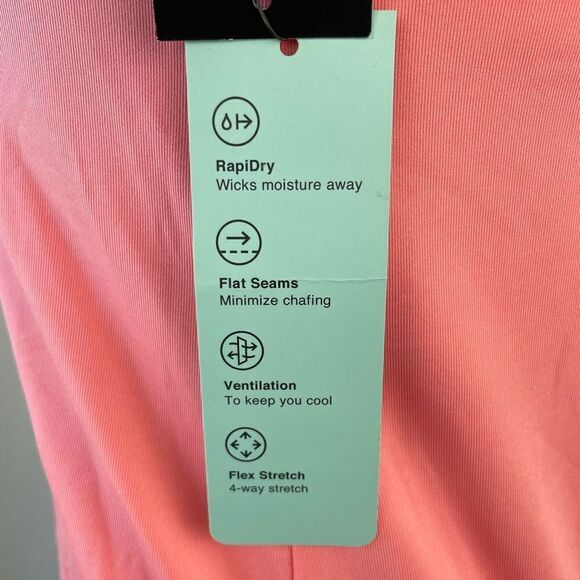 RapiDry
Wicks moisture away
Flat Seams
Minimize chafing
Ventilation
To keep you cool
Flex Stretch
4-way stretch